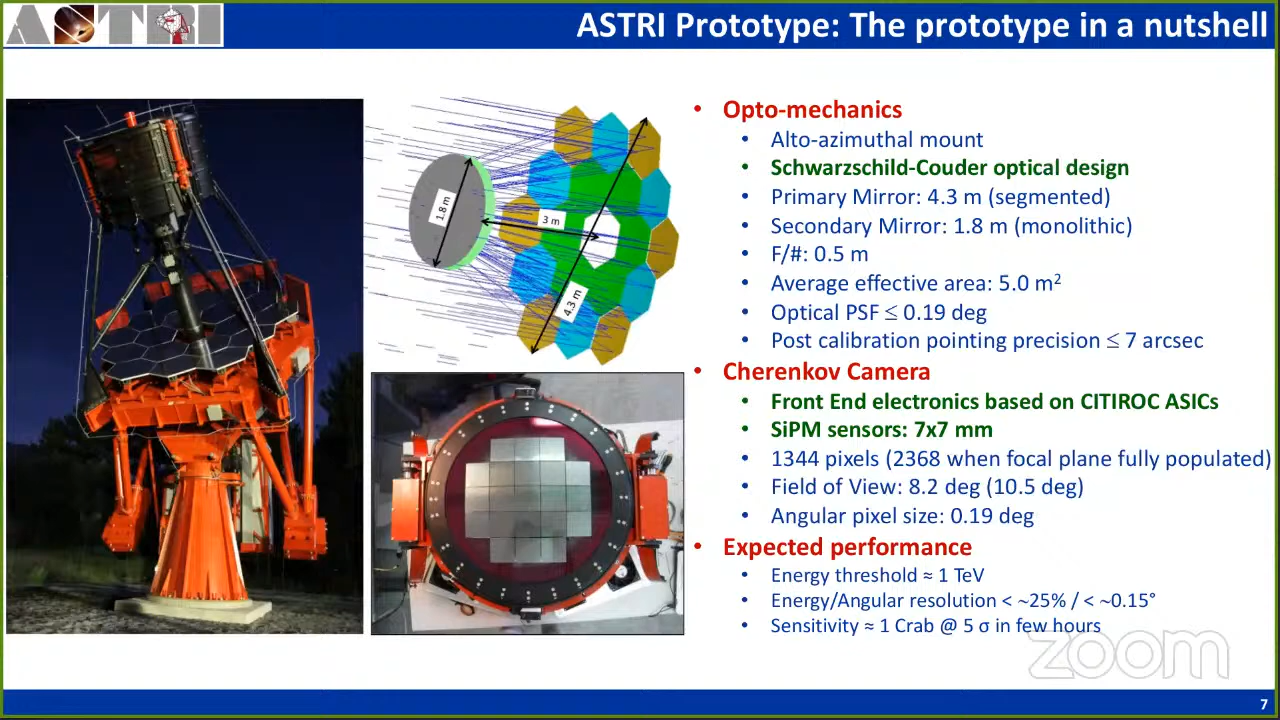 ASTRI
ASTRI Prototype: The prototype in a nutshell
1.8 m
3 m
4.3 m
• Opto-mechanics
• Alto-azimuthal mount
• Schwarzschild-Couder optical design
• Primary Mirror: 4.3 m (segmented)
• Secondary Mirror: 1.8 m (monolithic)
• F/#: 0.5 m
• Average effective area: 5.0 m²
• Optical PSF ≤ 0.19 deg
• Post calibration pointing precision ≤ 7 arcsec
• Cherenkov Camera
• Front End electronics based on CITIROC ASICs
• SiPM sensors: 7x7 mm
• 1344 pixels (2368 when focal plane fully populated)
• Field of View: 8.2 deg (10.5 deg)
• Angular pixel size: 0.19 deg
• Expected performance
• Energy threshold ≈ 1 TeV
• Energy/Angular resolution < ~25% / < ~0.15°
• Sensitivity ≈ 1 Crab @ 5 σ in few hours
zoom
7